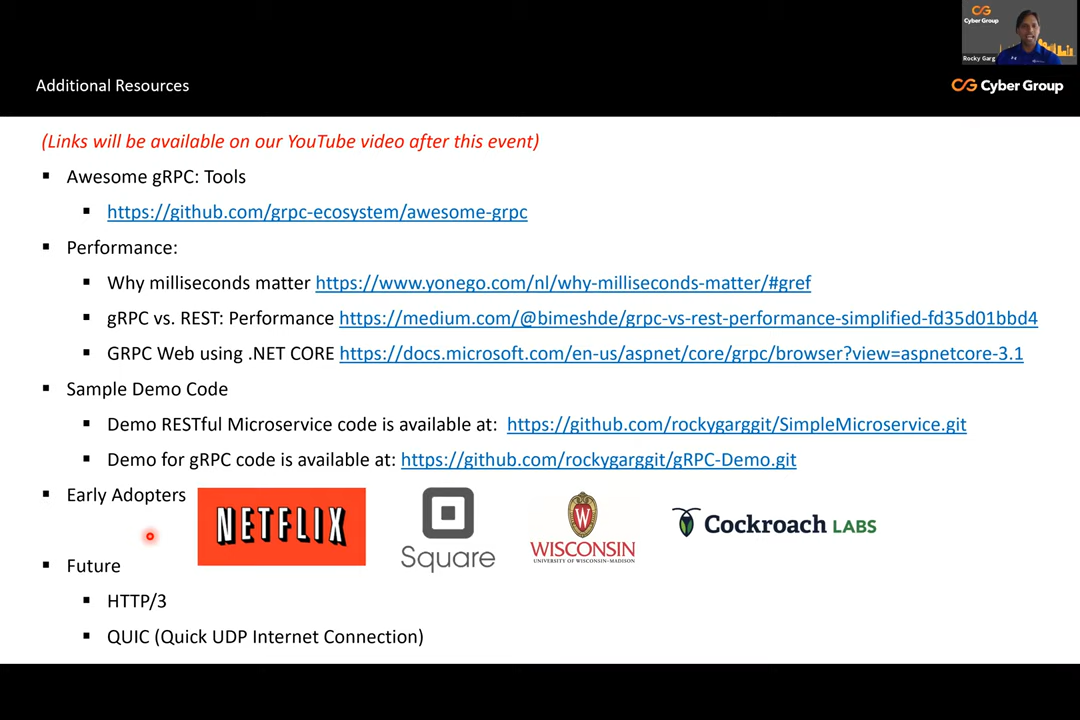 Cyber Group
Rocky Garg
Additional Resources
Cyber Group
(Links will be available on our YouTube video after this event)
Awesome gRPC: Tools
https://github.com/grpc-ecosystem/awesome-grpc
Performance:
Why milliseconds matter https://www.yonego.com/nl/why-milliseconds-matter/#gref
gRPC vs. REST: Performance https://medium.com/@bimeshde/grpc-vs-rest-performance-simplified-fd35d01bbd4
GRPC Web using .NET CORE https://docs.microsoft.com/en-us/aspnet/core/grpc/browser?view=aspnetcore-3.1
Sample Demo Code
Demo RESTful Microservice code is available at: https://github.com/rockygarggit/SimpleMicroservice.git
Demo for gRPC code is available at: https://github.com/rockygarggit/gRPC-Demo.git
Early Adopters
NETFLIX
Square
W
WISCONSIN
UNIVERSITY OF WISCONSIN–MADISON
Cockroach LABS
Future
HTTP/3
QUIC (Quick UDP Internet Connection)